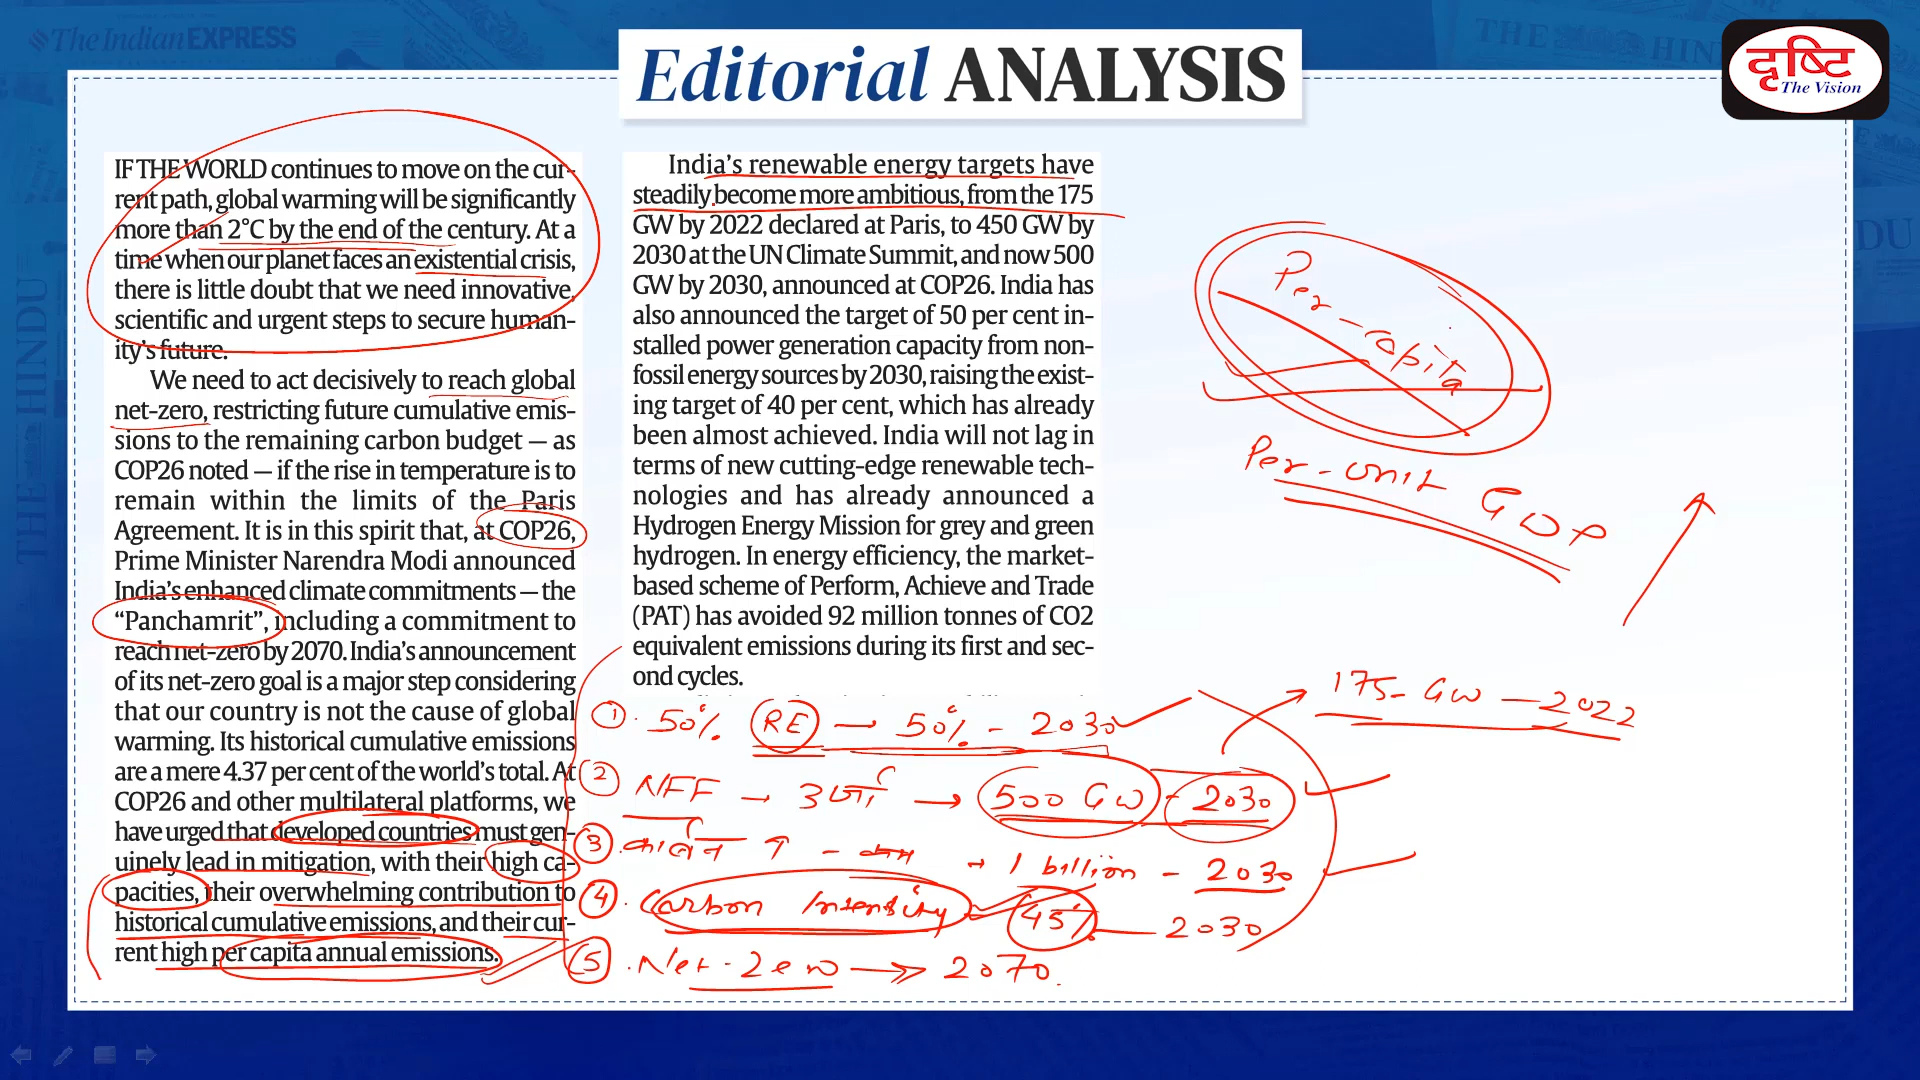 The Indian EXPRESS
Editorial ANALYSIS
THE HINDU
दृष्टि
The Vision
IF THE WORLD continues to move on the cur-
rent path, global warming will be significantly
more than 2°C by the end of the century. At a
time when our planet faces an existential crisis,
there is little doubt that we need innovative,
scientific and urgent steps to secure human-
ity's future.
We need to act decisively to reach global
net-zero, restricting future cumulative emis-
sions to the remaining carbon budget — as
COP26 noted — if the rise in temperature is to
remain within the limits of the Paris
Agreement. It is in this spirit that, at COP26,
Prime Minister Narendra Modi announced
India's enhanced climate commitments — the
“Panchamrit”, including a commitment to
reach net-zero by 2070. India's announcement
of its net-zero goal is a major step considering
that our country is not the cause of global
warming. Its historical cumulative emissions
are a mere 4.37 per cent of the world's total. At
COP26 and other multilateral platforms, we
have urged that developed countries must gen-
uinely lead in mitigation, with their high ca-
pacities, their overwhelming contribution to
historical cumulative emissions, and their cur-
rent high per capita annual emissions.
India's renewable energy targets have
steadily become more ambitious, from the 175
GW by 2022 declared at Paris, to 450 GW by
2030 at the UN Climate Summit, and now 500
GW by 2030, announced at COP26. India has
also announced the target of 50 per cent in-
stalled power generation capacity from non-
fossil energy sources by 2030, raising the exist-
ing target of 40 per cent, which has already
been almost achieved. India will not lag in
terms of new cutting-edge renewable tech-
nologies and has already announced a
Hydrogen Energy Mission for grey and green
hydrogen. In energy efficiency, the market-
based scheme of Perform, Achieve and Trade
(PAT) has avoided 92 million tonnes of CO2
equivalent emissions during its first and sec-
ond cycles.
① 50% RE → 50% - 2030
② NFF → ऊर्जा → 500 GW - 2030
③ कार्बन - कम → 1 billion - 2030
④ Carbon Intensity 45% — 2030
⑤ Net-Zero → 2070.
Per-capita
Per-unit GDP
175 GW — 2022
THE HINDU
HINDU